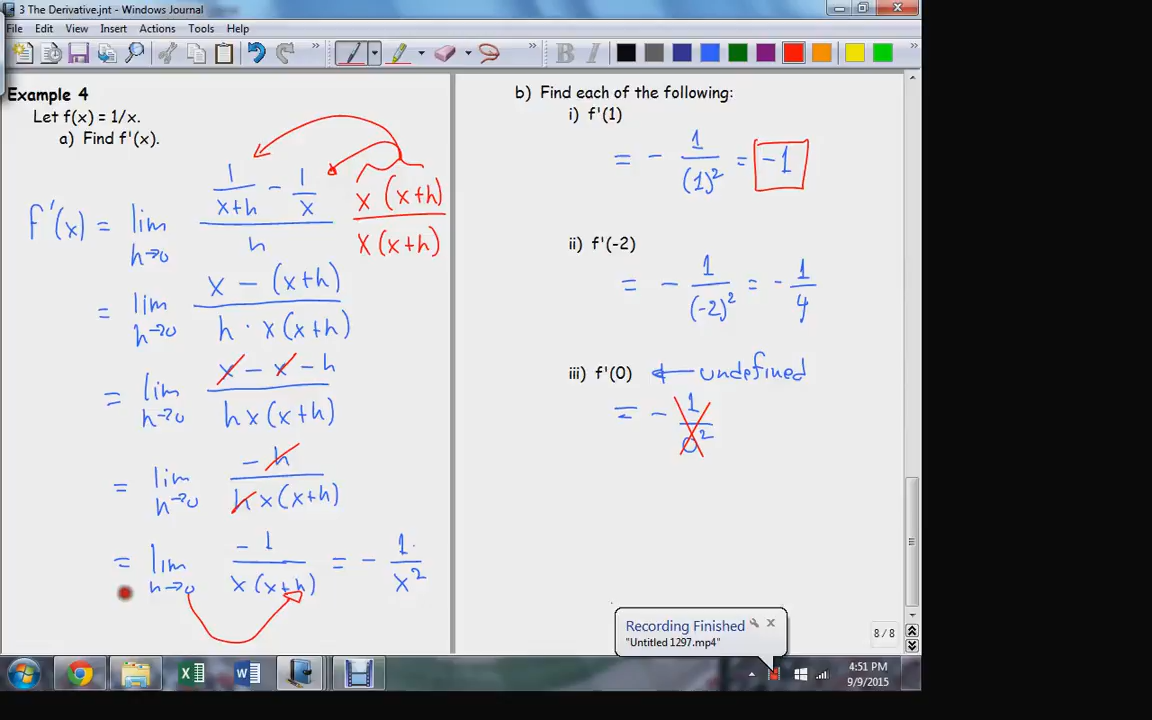 3 The Derivative.jnt - Windows Journal
File Edit View Insert Actions Tools Help
Example 4
Let f(x) = 1/x.
a) Find f'(x).
f'(x) = lim h→0 (1/(x+h) - 1/x)/h x(x+h)/x(x+h)
= lim h→0 (x - (x+h))/(h · x(x+h))
= lim h→0 (x - x - h)/(hx(x+h))
= lim h→0 -h/(hx(x+h))
= lim h→0 -1/(x(x+h)) = - 1/x²
b) Find each of the following:
i) f'(1)
= - 1/(1)² = -1
ii) f'(-2)
= - 1/(-2)² = - 1/4
iii) f'(0) ← undefined
= - 1/0²
Recording Finished
"Untitled 1297.mp4"
8 / 8
4:51 PM
9/9/2015